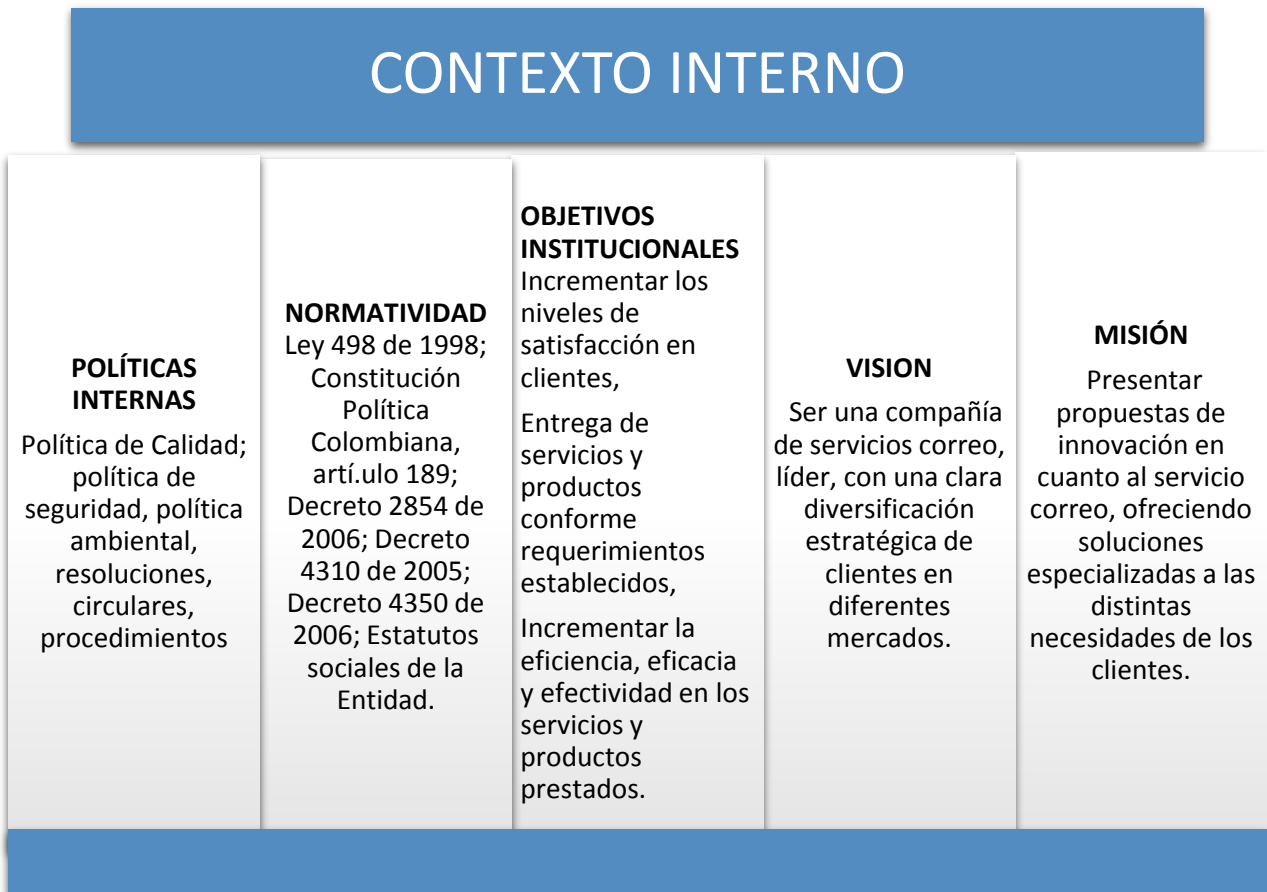 CONTEXTO INTERNO
POLÍTICAS
INTERNAS
Política de Calidad;
política de
seguridad, política
ambiental,
resoluciones,
circulares,
procedimientos
NORMATIVIDAD
Ley 498 de 1998;
Constitución
Política
Colombiana,
artí.ulo 189;
Decreto 2854 de
2006; Decreto
4310 de 2005;
Decreto 4350 de
2006; Estatutos
sociales de la
Entidad.
OBJETIVOS
INSTITUCIONALES
Incrementar los
niveles de
satisfacción en
clientes,
Entrega de
servicios y
productos
conforme
requerimientos
establecidos,
Incrementar la
eficiencia, eficacia
y efectividad en los
servicios y
productos
prestados.
VISION
Ser una compañía
de servicios correo,
líder, con una clara
diversificación
estratégica de
clientes en
diferentes
mercados.
MISIÓN
Presentar
propuestas de
innovación en
cuanto al servicio
correo, ofreciendo
soluciones
especializadas a las
distintas
necesidades de los
clientes.